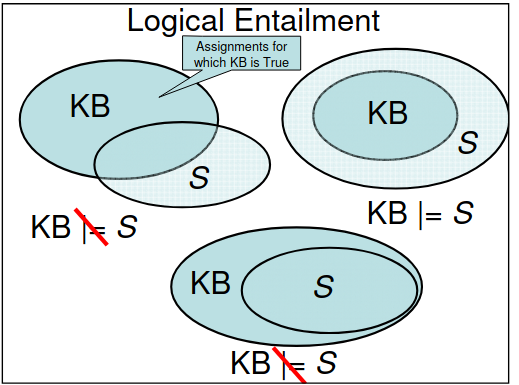 Logical Entailment
Assignments for
which KB is True
KB
S
KB |= S
KB
S
KB |= S
KB
S
KB |= S